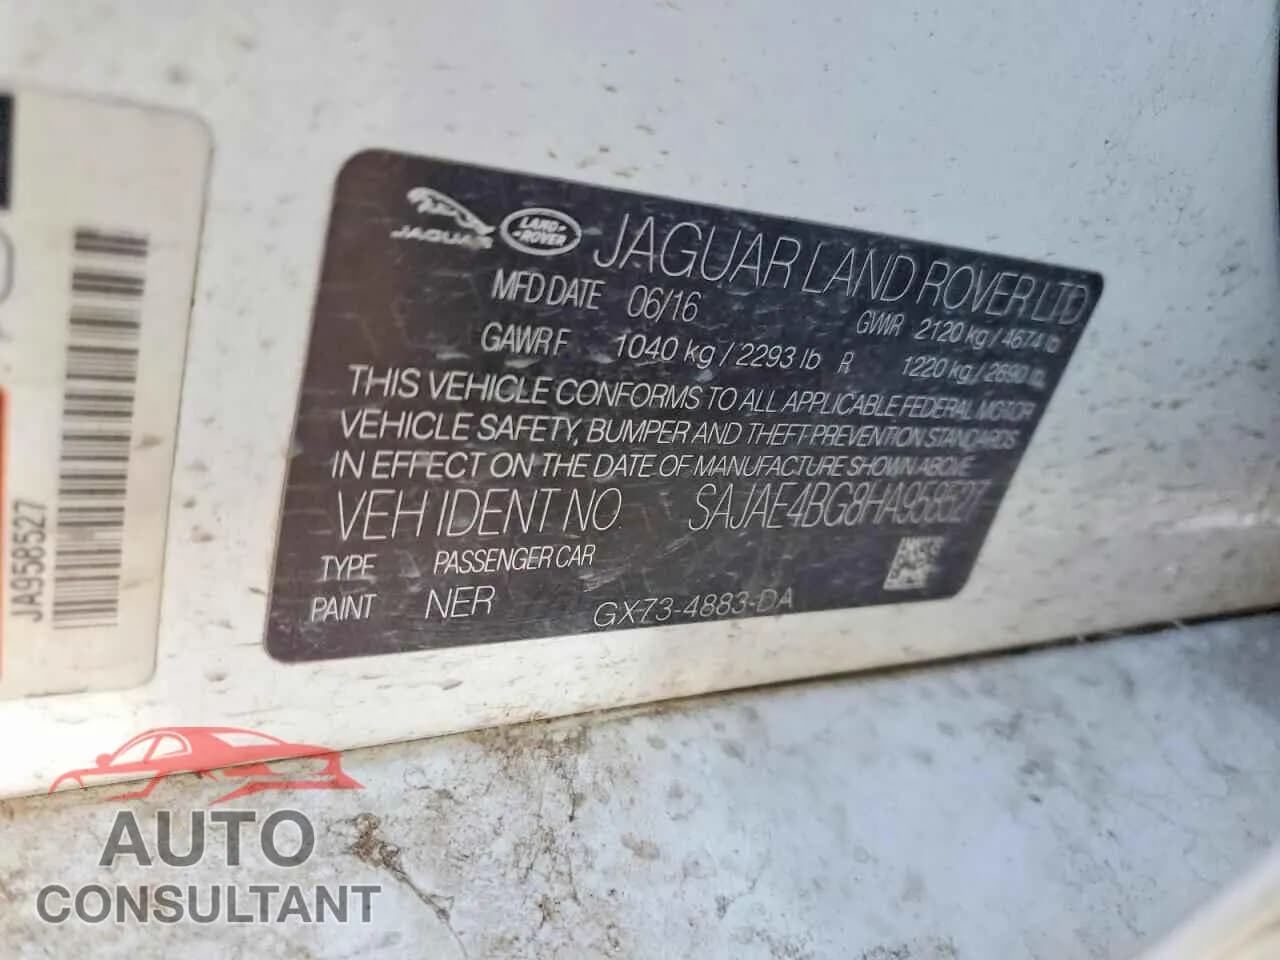 JA958527
JAGUAR
LAND ROVER
JAGUAR LAND ROVER LTD
MFD DATE 06/16 GVWR 2120 kg / 4674 lb
GAWR F 1040 kg / 2293 lb R 1220 kg / 2690 lb
THIS VEHICLE CONFORMS TO ALL APPLICABLE FEDERAL MOTOR
VEHICLE SAFETY, BUMPER AND THEFT PREVENTION STANDARDS
IN EFFECT ON THE DATE OF MANUFACTURE SHOWN ABOVE
VEH IDENT NO. SAJAE4BG8HA958527
TYPE PASSENGER CAR
PAINT NER GX73-4883-DA
AUTO
CONSULTANT